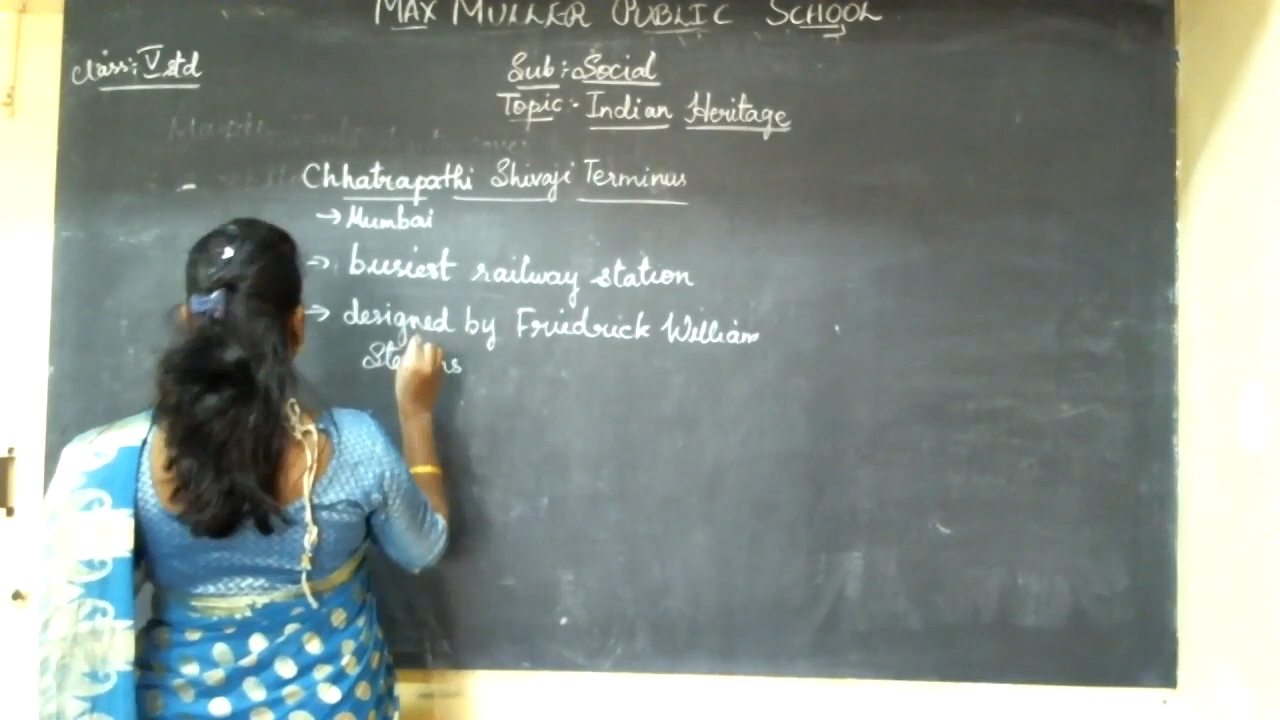 MAX MULLER PUBLIC SCHOOL
Class: V std
Sub :- Social
Topic :- Indian Heritage
Chhatrapathi Shivaji Terminus
→ Mumbai
→ busiest railway station
→ designed by Friedrick William